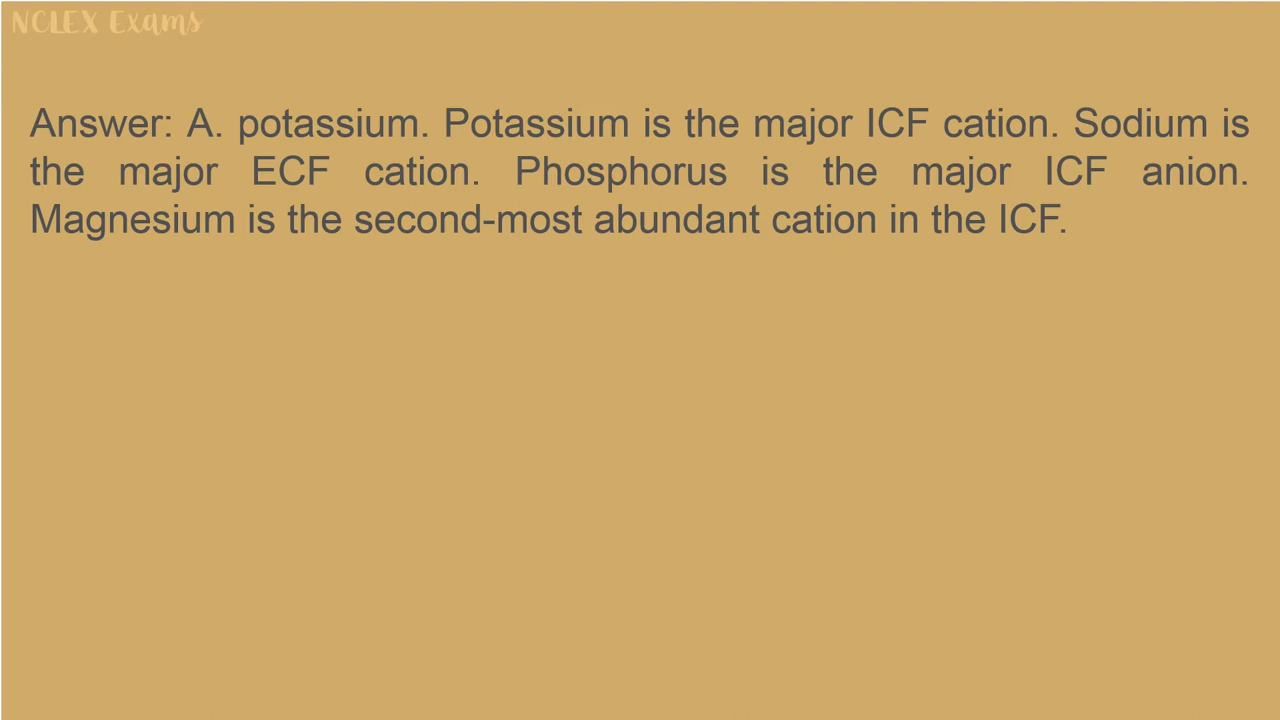 NCLEX Exams
Answer: A. potassium. Potassium is the major ICF cation. Sodium is
the major ECF cation. Phosphorus is the major ICF anion.
Magnesium is the second-most abundant cation in the ICF.